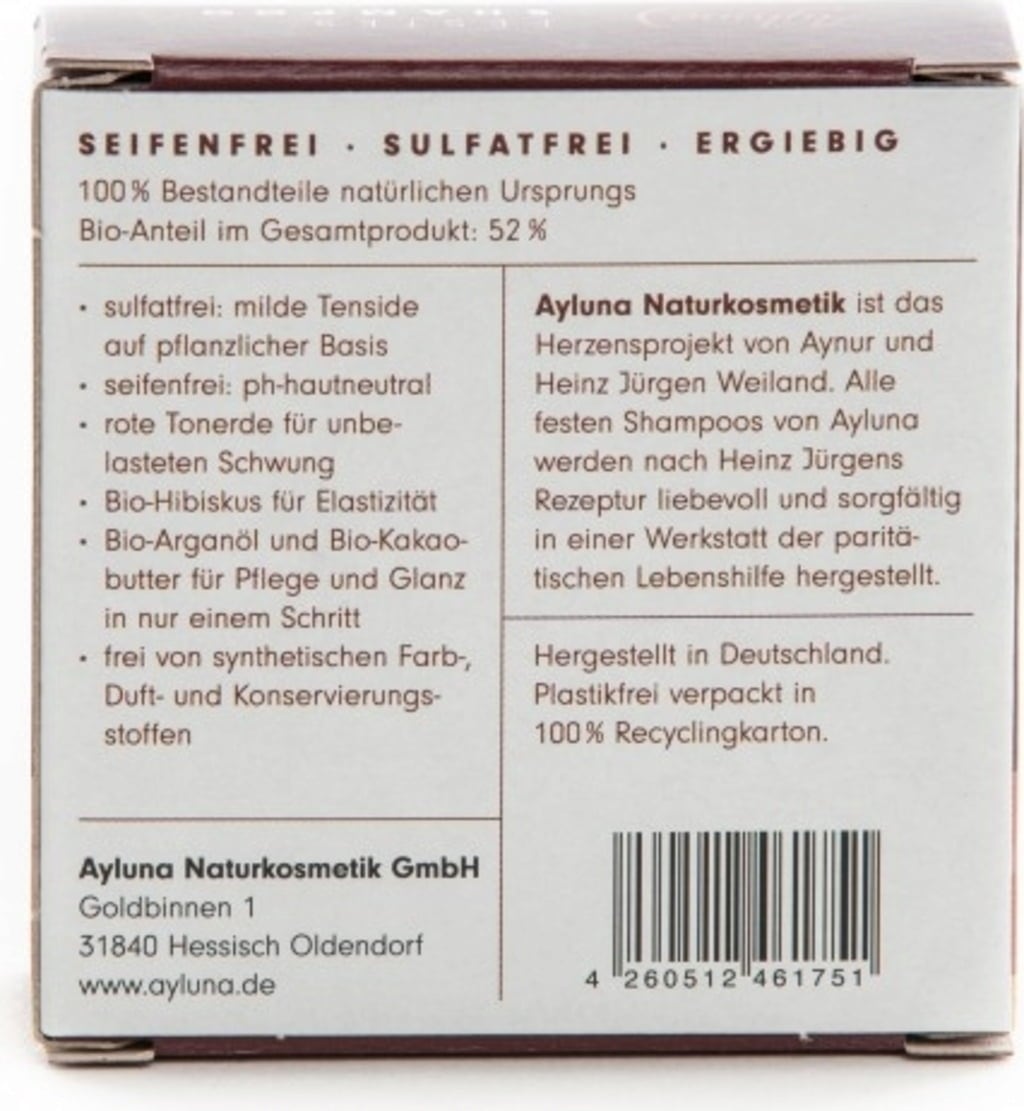 SEIFENFREI · SULFATFREI · ERGIEBIG
100 % Bestandteile natürlichen Ursprungs
Bio-Anteil im Gesamtprodukt: 52 %
• sulfatfrei: milde Tenside
auf pflanzlicher Basis
• seifenfrei: ph-hautneutral
• rote Tonerde für unbe-
lasteten Schwung
• Bio-Hibiskus für Elastizität
• Bio-Arganöl und Bio-Kakao-
butter für Pflege und Glanz
in nur einem Schritt
• frei von synthetischen Farb-,
Duft- und Konservierungs-
stoffen
Ayluna Naturkosmetik GmbH
Goldbinnen 1
31840 Hessisch Oldendorf
www.ayluna.de
Ayluna Naturkosmetik ist das
Herzensprojekt von Aynur und
Heinz Jürgen Weiland. Alle
festen Shampoos von Ayluna
werden nach Heinz Jürgens
Rezeptur liebevoll und sorgfältig
in einer Werkstatt der paritä-
tischen Lebenshilfe hergestellt.
Hergestellt in Deutschland.
Plastikfrei verpackt in
100 % Recyclingkarton.
4 260512 461751